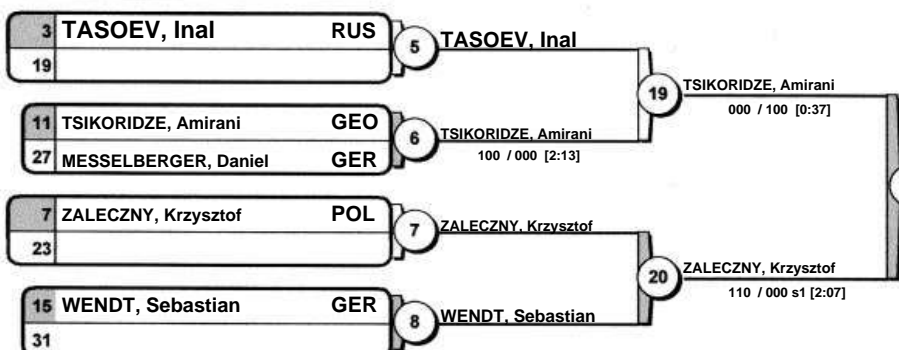 3 TASOEV, Inal RUS
19
5
TASOEV, Inal
11 TSIKORIDZE, Amirani GEO
27 MESSELBERGER, Daniel GER
6
TSIKORIDZE, Amirani
100 / 000 [2:13]
19
TSIKORIDZE, Amirani
000 / 100 [0:37]
7 ZALECZNY, Krzysztof POL
23
7
ZALECZNY, Krzysztof
15 WENDT, Sebastian GER
31
8
WENDT, Sebastian
20
ZALECZNY, Krzysztof
110 / 000 s1 [2:07]